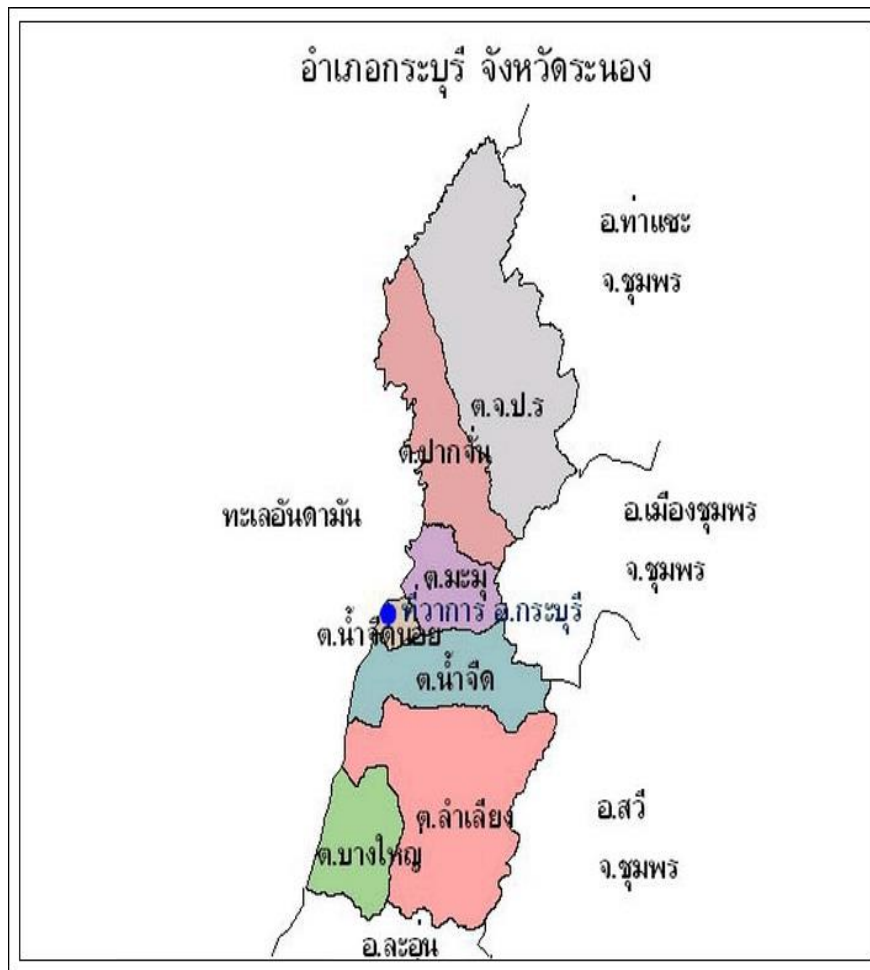 อำเภอกระบุรี จังหวัดระนอง
อ.ท่าแซะ
จ.ชุมพร
ต.จ.ป.ร
ต.ปากจั่น
ทะเลอันดามัน
อ.เมืองชุมพร
จ.ชุมพร
ต.มะมุ
ที่วาการ อ.กระบุรี
ต.น้ำจืดนอย
ต.น้ำจืด
อ.สวี
จ.ชุมพร
ต.ลำเลียง
ต.บางใหญ่
อ.ละอุ่น